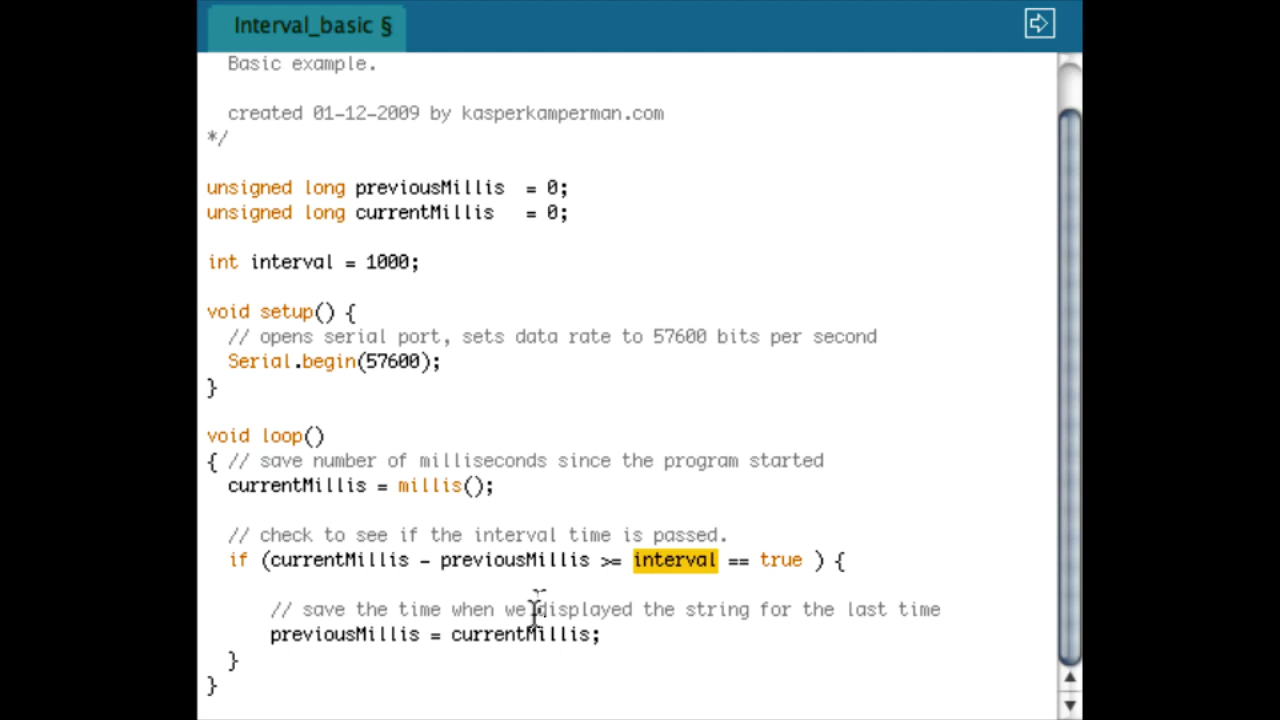 Interval_basic §
Basic example.
created 01-12-2009 by kasperkamperman.com
*/
unsigned long previousMillis = 0;
unsigned long currentMillis = 0;
int interval = 1000;
void setup() {
// opens serial port, sets data rate to 57600 bits per second
Serial.begin(57600);
}
void loop()
{ // save number of milliseconds since the program started
currentMillis = millis();
// check to see if the interval time is passed.
if (currentMillis - previousMillis >= interval == true ) {
// save the time when we displayed the string for the last time
previousMillis = currentMillis;
}
}